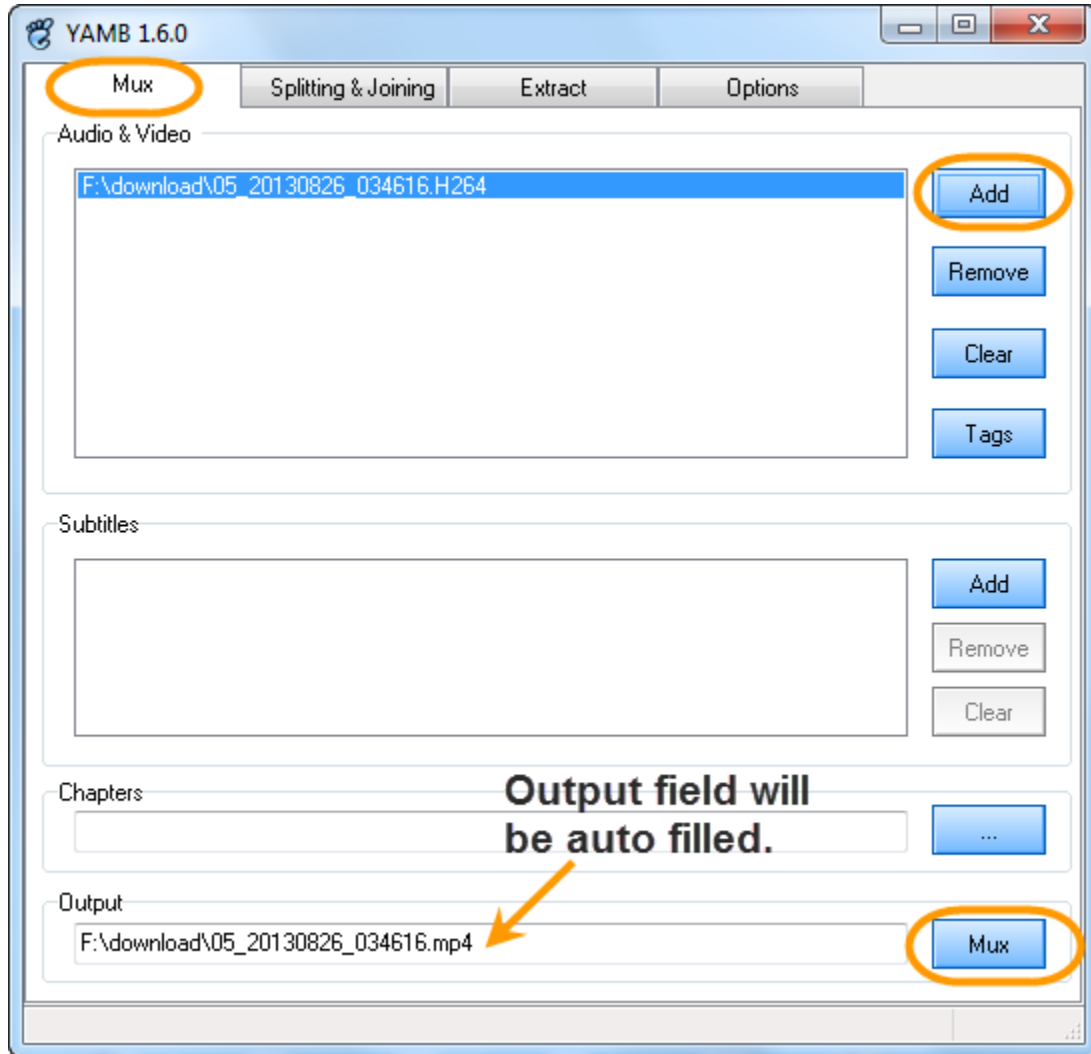 YAMB 1.6.0
Mux
Splitting & Joining
Extract
Options
Audio & Video
F:\download\05_20130826_034616.H264
Add
Remove
Clear
Tags
Subtitles
Add
Remove
Clear
Chapters
...
Output field will
be auto filled.
Output
F:\download\05_20130826_034616.mp4
Mux